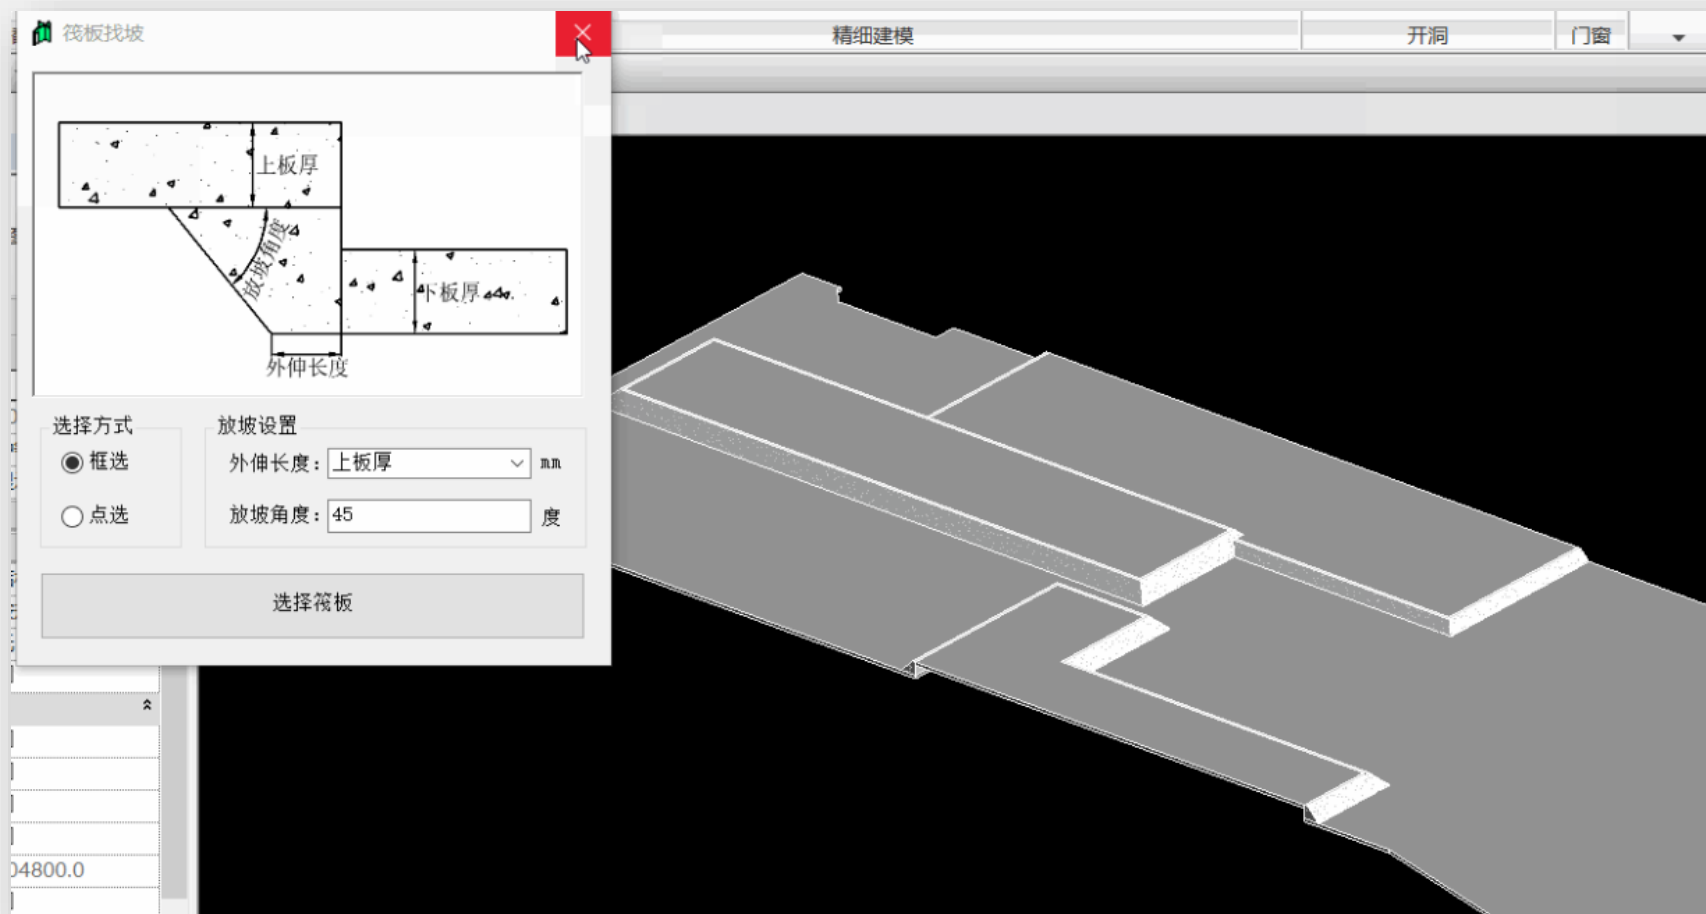 筏板找坡
精细建模
开洞
门窗
上板厚
放坡角度
下板厚
外伸长度
选择方式
放坡设置
框选
外伸长度: 上板厚 mm
点选
放坡角度: 45 度
选择筏板
04800.0